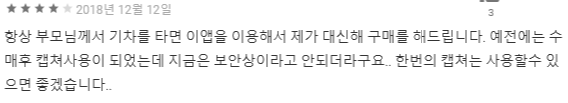 ★★★★★ 2018년 12월 12일
3
항상 부모님께서 기차를 타면 이앱을 이용해서 제가 대신해 구매를 해드립니다. 예전에는 수
매후 캡쳐사용이 되었는데 지금은 보안상이라고 안되더라구요.. 한번의 캡쳐는 사용할수 있
으면 좋겠습니다..